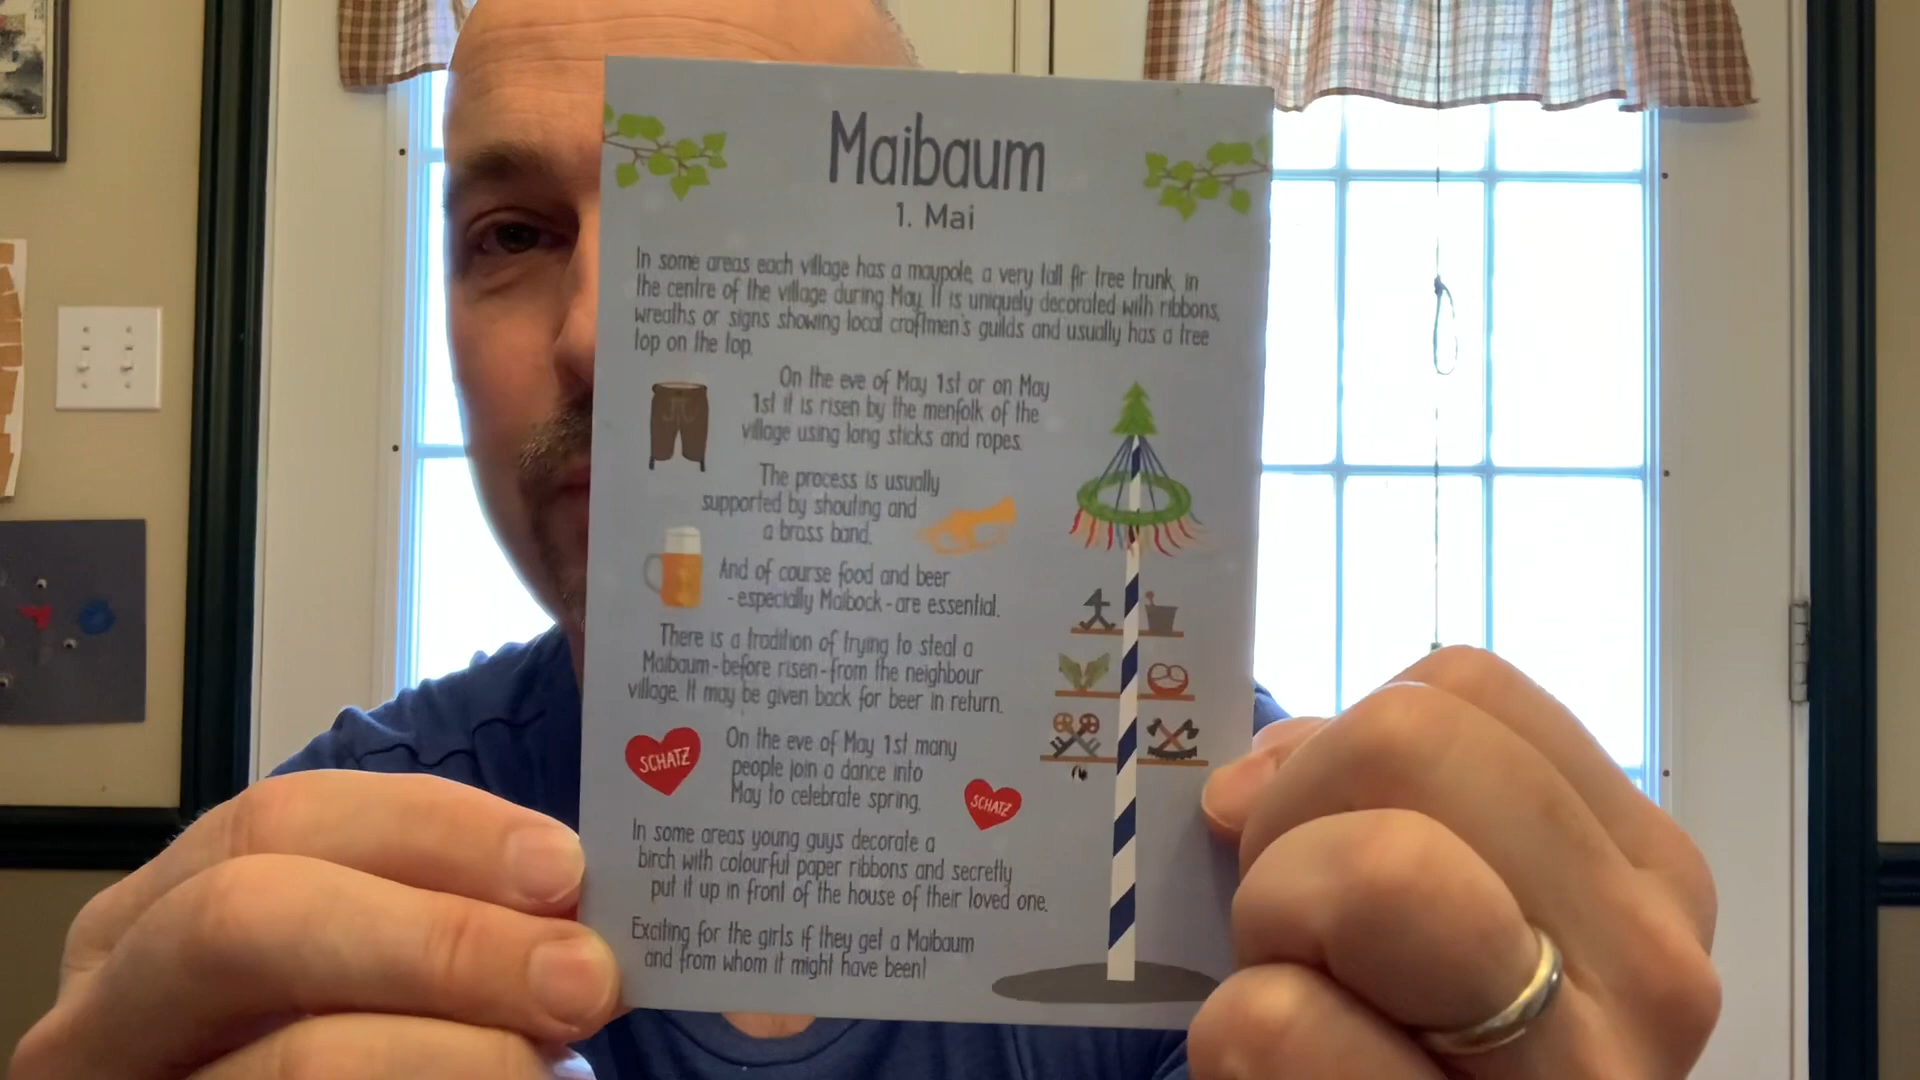 Maibaum
1. Mai
In some areas each village has a maypole, a very tall fir tree trunk, in
the centre of the village during May. It is uniquely decorated with ribbons,
wreaths or signs showing local craftmen's guilds and usually has a tree
top on the top.
On the eve of May 1st or on May
1st it is risen by the menfolk of the
village using long sticks and ropes.
The process is usually
supported by shouting and
a brass band.
And of course food and beer
- especially Maibock - are essential.
There is a tradition of trying to steal a
Maibaum - before risen - from the neighbour
village. It may be given back for beer in return.
SCHATZ
On the eve of May 1st many
people join a dance into
May to celebrate spring.
SCHATZ
In some areas young guys decorate a
birch with colourful paper ribbons and secretly
put it up in front of the house of their loved one.
Exciting for the girls if they get a Maibaum
and from whom it might have been!